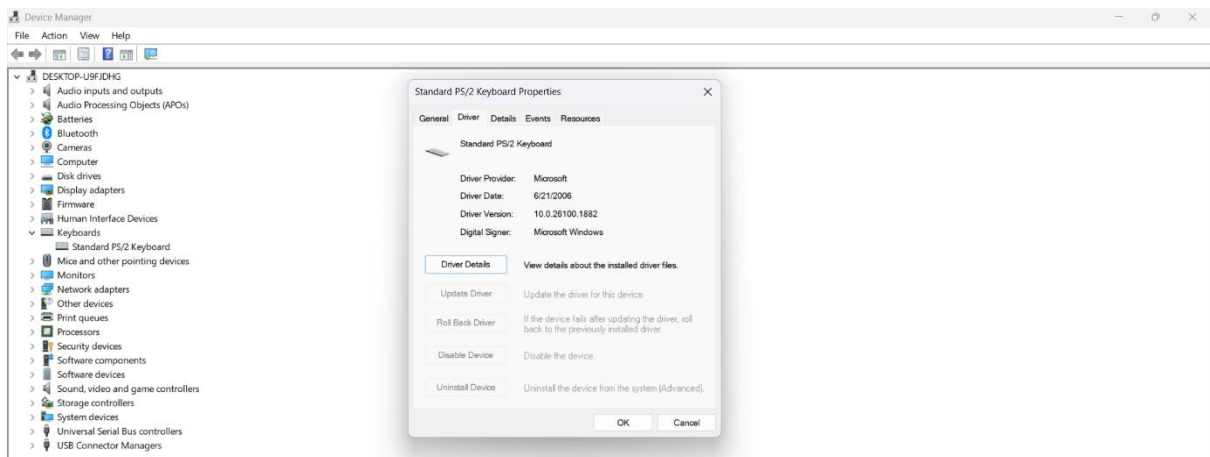 Device Manager
File Action View Help
DESKTOP-U9FJDHG
Audio inputs and outputs
Audio Processing Objects (APOs)
Batteries
Bluetooth
Cameras
Computer
Disk drives
Display adapters
Firmware
Human Interface Devices
Keyboards
Standard PS/2 Keyboard
Mice and other pointing devices
Monitors
Network adapters
Other devices
Print queues
Processors
Security devices
Software components
Software devices
Sound, video and game controllers
Storage controllers
System devices
Universal Serial Bus controllers
USB Connector Managers
Standard PS/2 Keyboard Properties
General Driver Details Events Resources
Standard PS/2 Keyboard
Driver Provider: Microsoft
Driver Date: 6/21/2006
Driver Version: 10.0.26100.1882
Digital Signer: Microsoft Windows
Driver Details View details about the installed driver files.
Update Driver Update the driver for this device.
Roll Back Driver If the device fails after updating the driver, roll
back to the previously installed driver.
Disable Device Disable the device.
Uninstall Device Uninstall the device from the system (Advanced).
OK Cancel